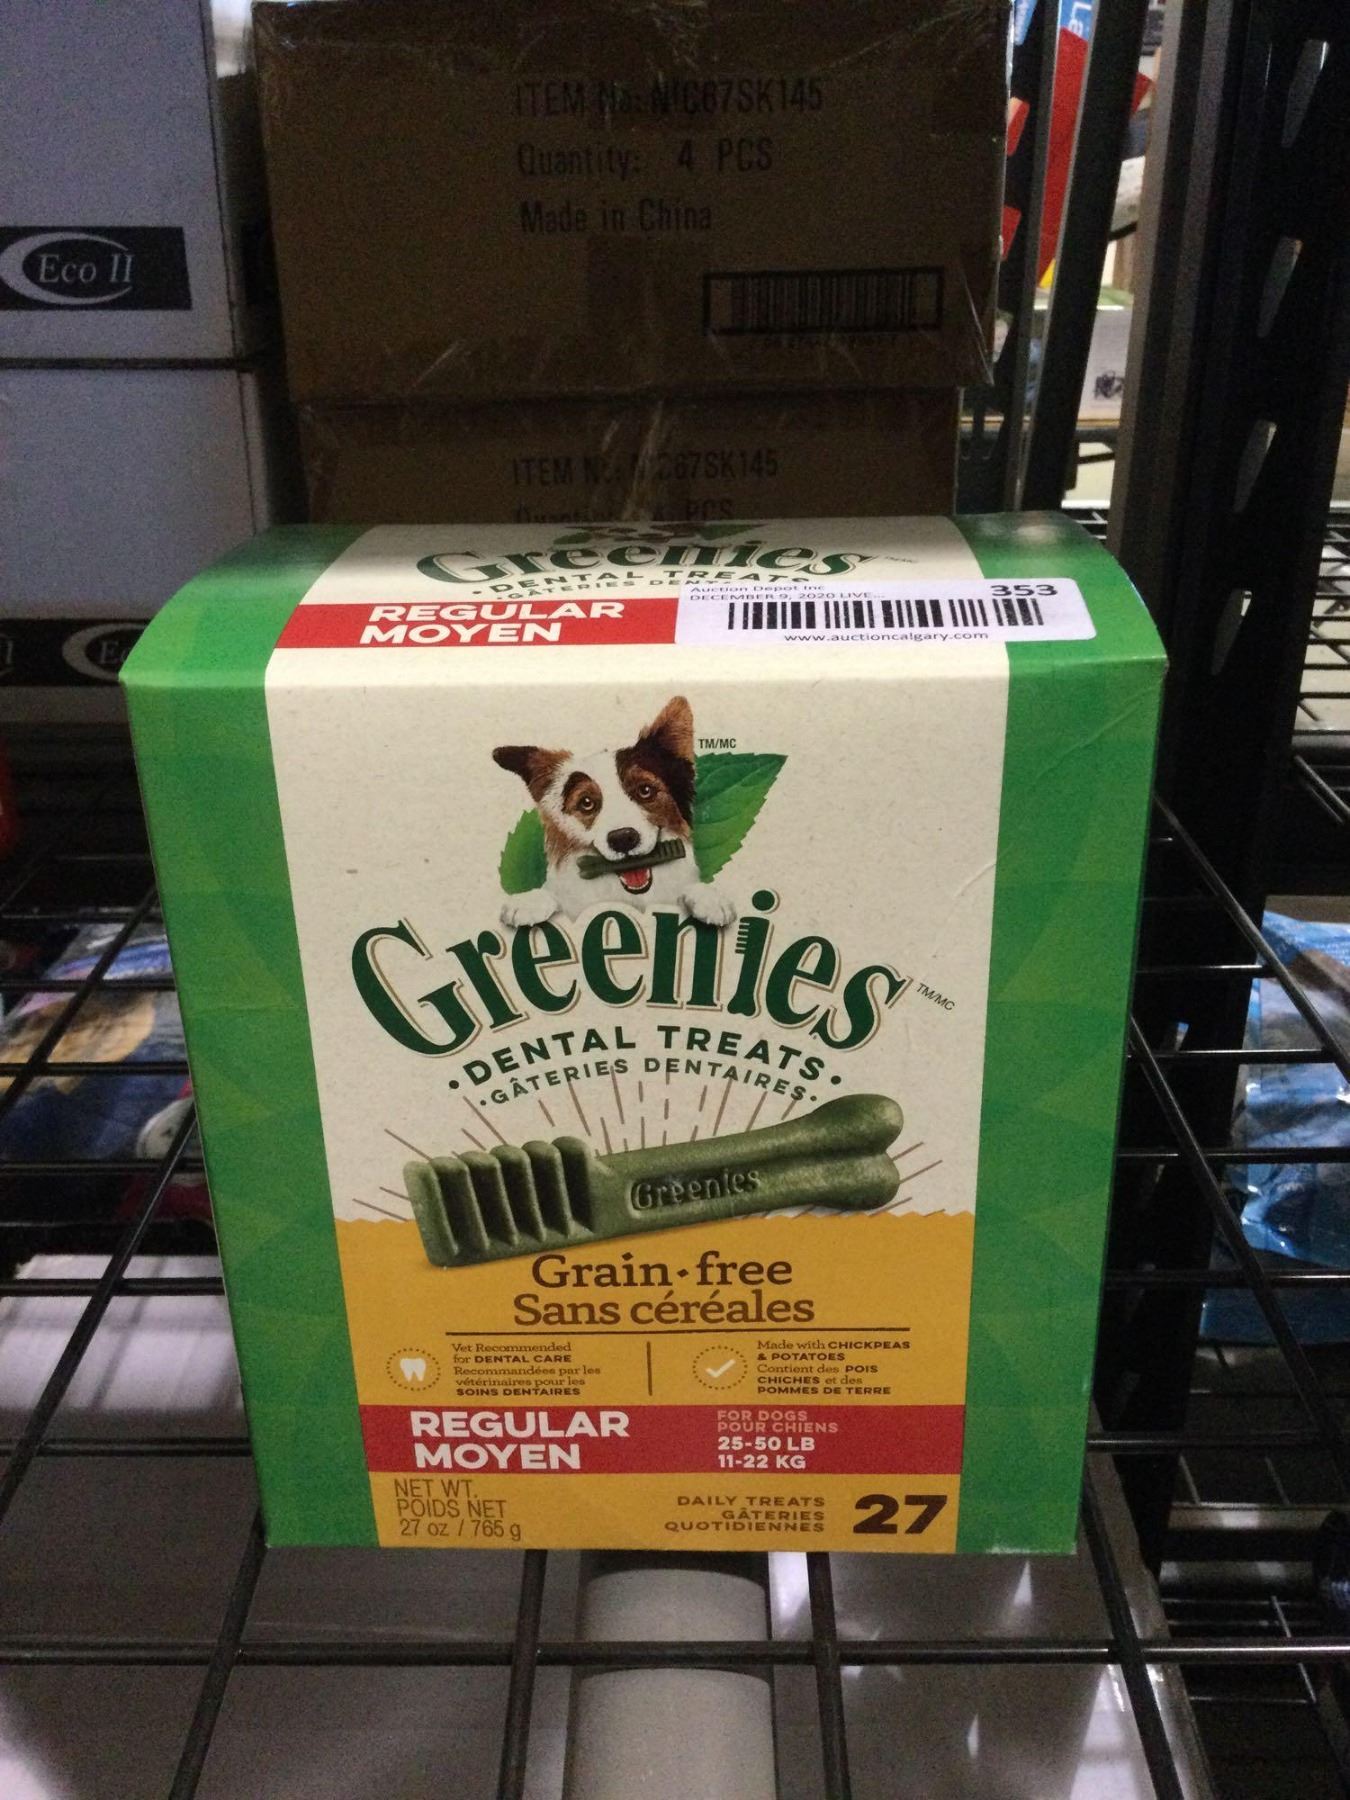 ITEM No: NIC67SK145
Quantity: 4 PCS
Made in China
Eco II
ITEM 67SK145
PCS
Greenies
DENTAL TREATS
REGULAR
MOYEN
Auction Depot Inc
353
DECEMBER 9, 2020 LIVE...
www.auctioncalgary.com
TM/MC
Greenies TM/MC
• DENTAL TREATS •
• GÂTERIES DENTAIRES •
Greenies
Grain•free
Sans céréales
Vet Recommended
for DENTAL CARE
Recommandées par les
vétérinaires pour les
SOINS DENTAIRES
Made with CHICKPEAS
& POTATOES
Contient des POIS
CHICHES et des
POMMES DE TERRE
REGULAR
MOYEN
FOR DOGS
POUR CHIENS
25-50 LB
11-22 KG
NET WT.
POIDS NET
27 oz / 765 g
DAILY TREATS
GÂTERIES
QUOTIDIENNES
27